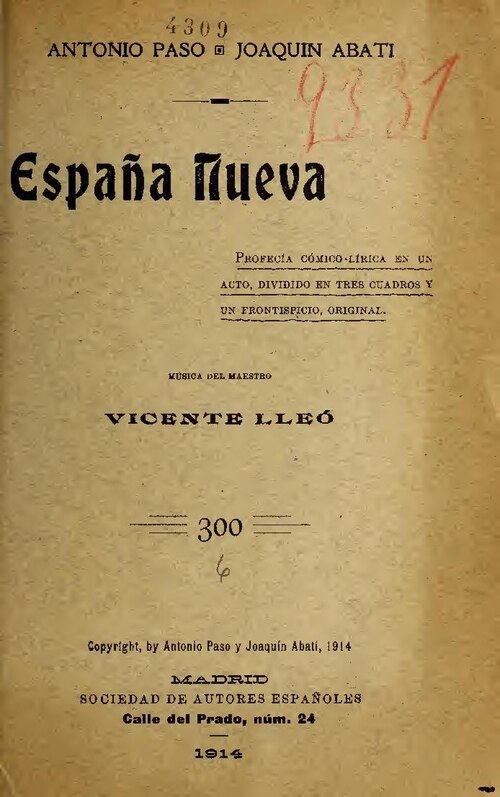 4309
ANTONIO PASO ▣ JOAQUIN ABATI
9331
España Nueva
PROFECÍA CÓMICO-LÍRICA EN UN
ACTO, DIVIDIDO EN TRES CUADROS Y
UN FRONTISPICIO, ORIGINAL.
MÚSICA DEL MAESTRO
VICENTE LLEÓ
300
6
Copyright, by Antonio Paso y Joaquín Abati, 1914
MADRID
SOCIEDAD DE AUTORES ESPAÑOLES
Calle del Prado, núm. 24
1914